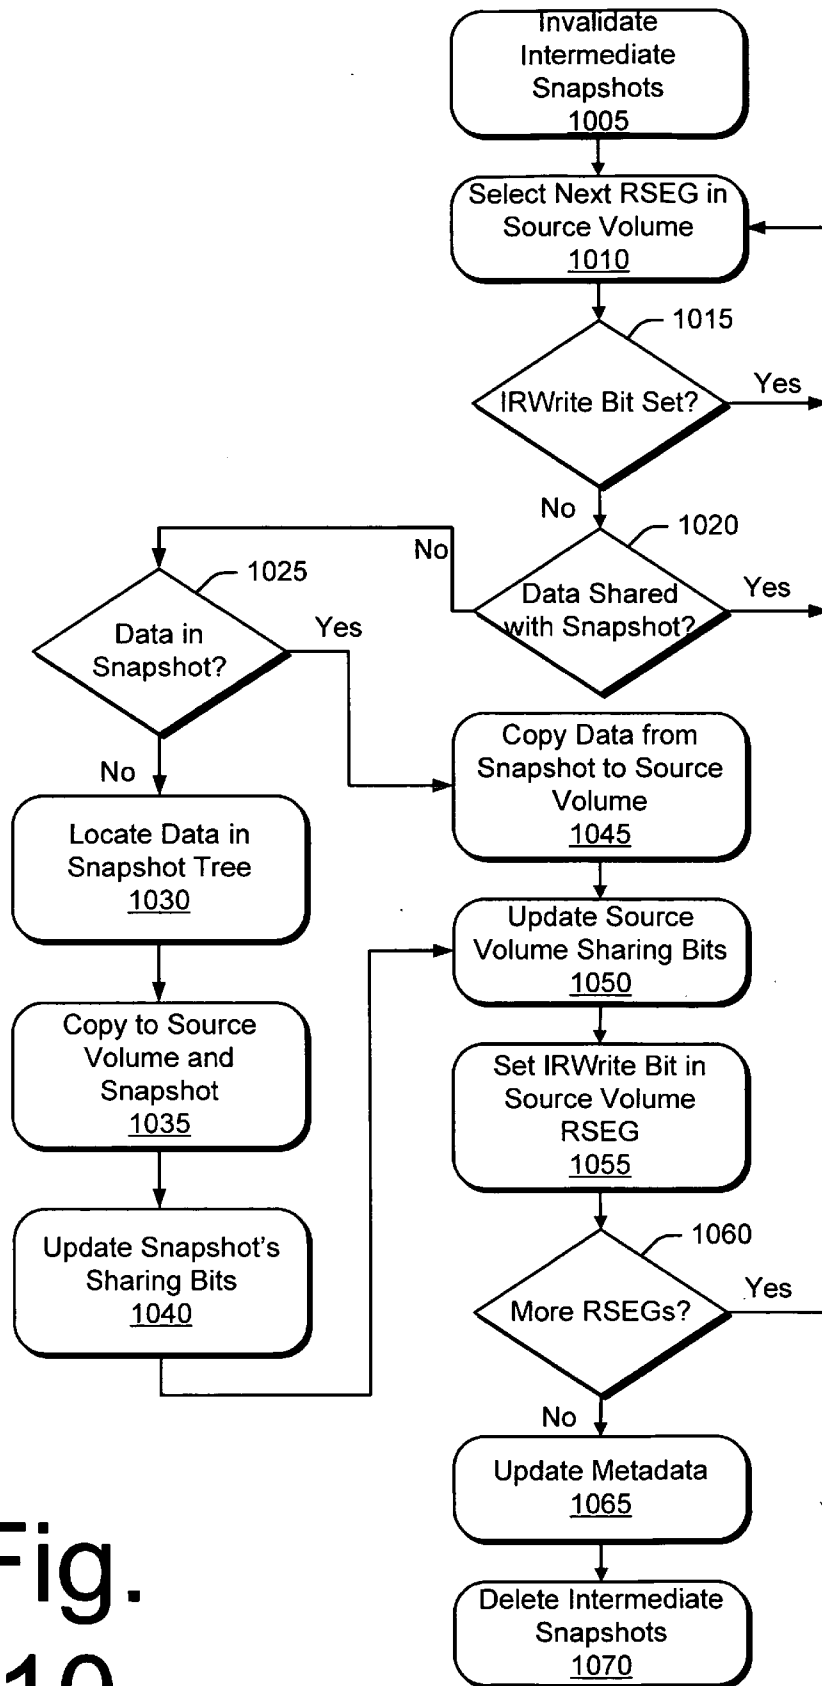 Invalidate
Intermediate
Snapshots
1005
Select Next RSEG in
Source Volume
1010
1015
IRWrite Bit Set?
Yes
No
1020
Data Shared
with Snapshot?
Yes
No
1025
Data in
Snapshot?
Yes
No
Locate Data in
Snapshot Tree
1030
Copy to Source
Volume and
Snapshot
1035
Update Snapshot's
Sharing Bits
1040
Copy Data from
Snapshot to Source
Volume
1045
Update Source
Volume Sharing Bits
1050
Set IRWrite Bit in
Source Volume
RSEG
1055
1060
More RSEGs?
Yes
No
Update Metadata
1065
Delete Intermediate
Snapshots
1070
Fig.
10